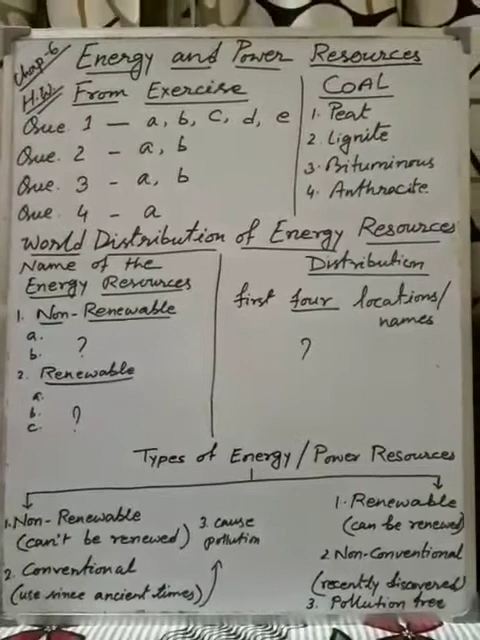 Chap-6
Energy and Power Resources
H.W.
From Exercise
Que. 1 – a, b, c, d, e
Que. 2 – a, b
Que. 3 – a, b
Que. 4 – a
COAL
1. Peat
2. Lignite
3. Bituminous
4. Anthracite
World Distribution of Energy Resources
Name of the
Energy Resources
1. Non-Renewable
a.
b. ?
2. Renewable
a.
b. ?
c.
Distribution
first four locations/
names
?
Types of Energy/Power Resources
1. Non-Renewable
(can't be renewed)
2. Conventional
(use since ancient times)
3. cause
pollution
1. Renewable
(can be renewed)
2 Non-Conventional
(recently discovered)
3. Pollution free